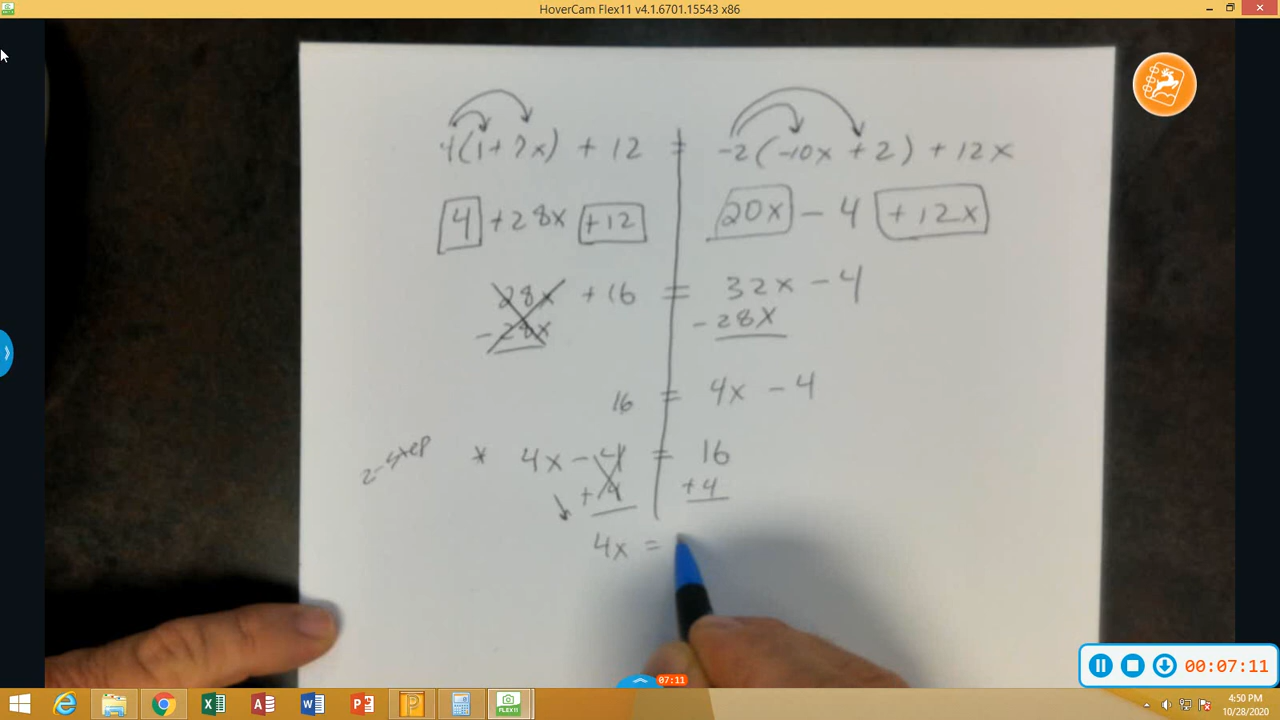 HoverCam Flex11 v4.1.6701.15543 x86
4(1+7x) + 12 = -2(-10x + 2) + 12x
4 +28x +12 20x - 4 +12x
28x +16 = 32x - 4
- 28x - 28x
16 = 4x - 4
2-step * 4x - 4 = 16
+ 4 + 4
4x =
00:07:11
07:11
FLEX11
4:50 PM
10/28/2020